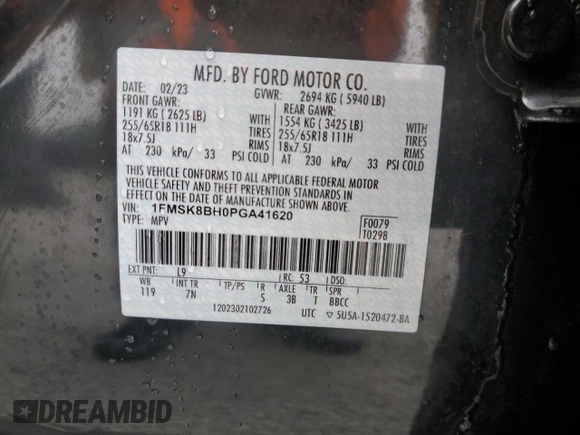 MFD. BY FORD MOTOR CO.
DATE: 02/23 GVWR: 2694 KG ( 5940 LB)
FRONT GAWR: REAR GAWR:
1191 KG ( 2625 LB) 1554 KG ( 3425 LB)
255/65R18 111H WITH TIRES 255/65R18 111H WITH TIRES
18x7.5J RIMS 18x7.5J RIMS
AT 230 kPa/ 33 PSI COLD AT 230 kPa/ 33 PSI COLD
THIS VEHICLE CONFORMS TO ALL APPLICABLE FEDERAL MOTOR
VEHICLE SAFETY AND THEFT PREVENTION STANDARDS IN
EFFECT ON THE DATE OF MANUFACTURE SHOWN ABOVE.
VIN: 1FMSK8BH0PGA41620
TYPE: MPV
F0079
T0298
EXT PNT: L9 RC: 53 DSO:
WB INT TR TP/PS R AXLE TR SPR
119 7N S 3B T BBCC
1202302102726 UTC ▽ 5U5A-1520472-BA
DREAMBID